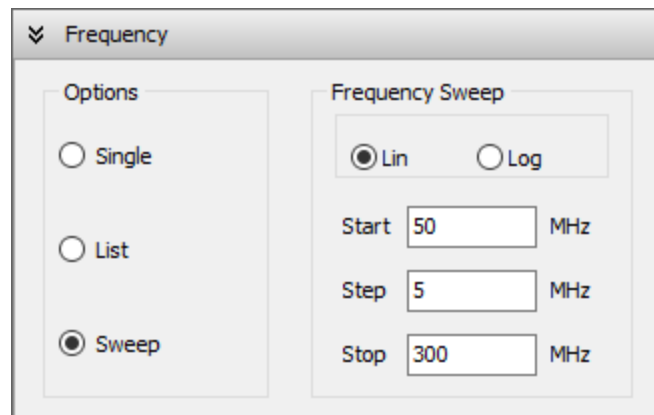 Frequency
Options
Single
List
Sweep
Frequency Sweep
Lin Log
Start 50 MHz
Step 5 MHz
Stop 300 MHz